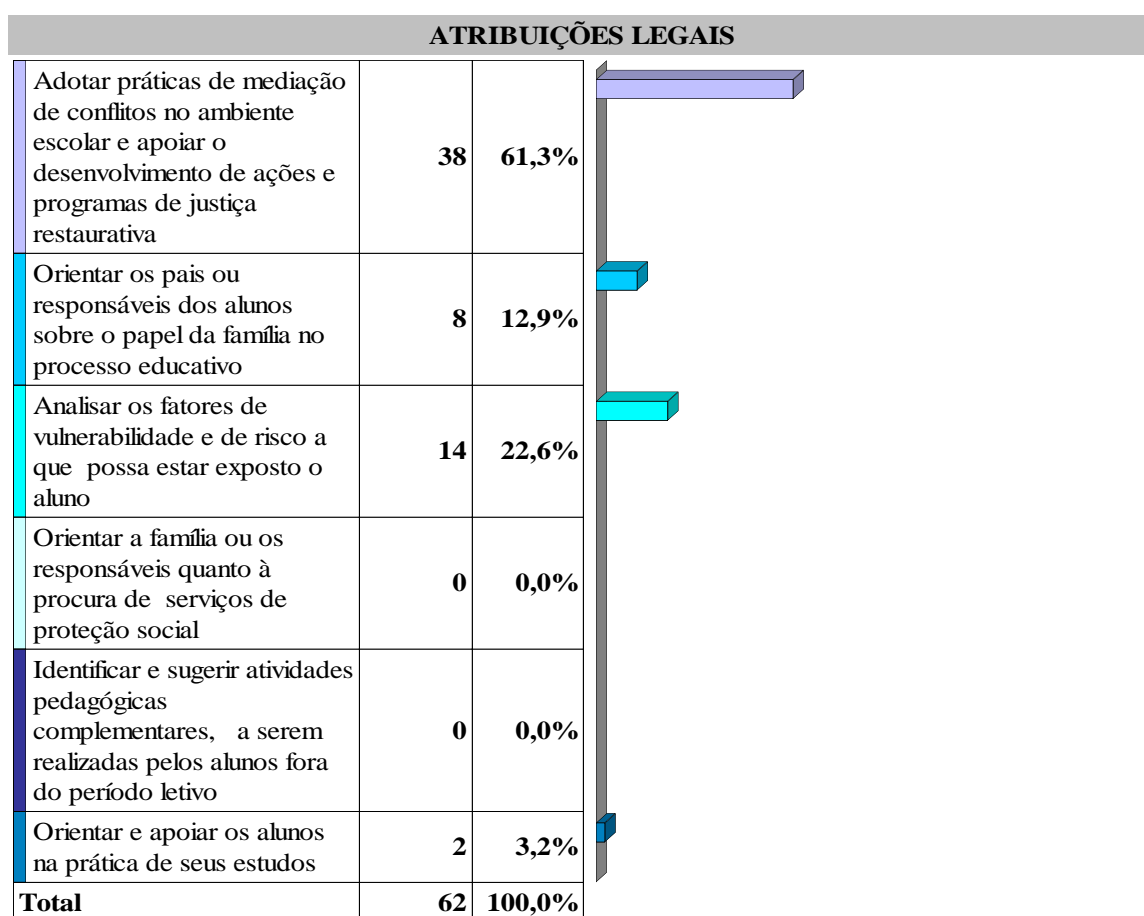 ATRIBUIÇÕES LEGAIS
Adotar práticas de mediação
de conflitos no ambiente
escolar e apoiar o
desenvolvimento de ações e
programas de justiça
restaurativa
38 61,3%
Orientar os pais ou
responsáveis dos alunos
sobre o papel da família no
processo educativo
8 12,9%
Analisar os fatores de
vulnerabilidade e de risco a
que possa estar exposto o
aluno
14 22,6%
Orientar a família ou os
responsáveis quanto à
procura de serviços de
proteção social
0 0,0%
Identificar e sugerir atividades
pedagógicas
complementares, a serem
realizadas pelos alunos fora
do período letivo
0 0,0%
Orientar e apoiar os alunos
na prática de seus estudos
2 3,2%
Total 62 100,0%